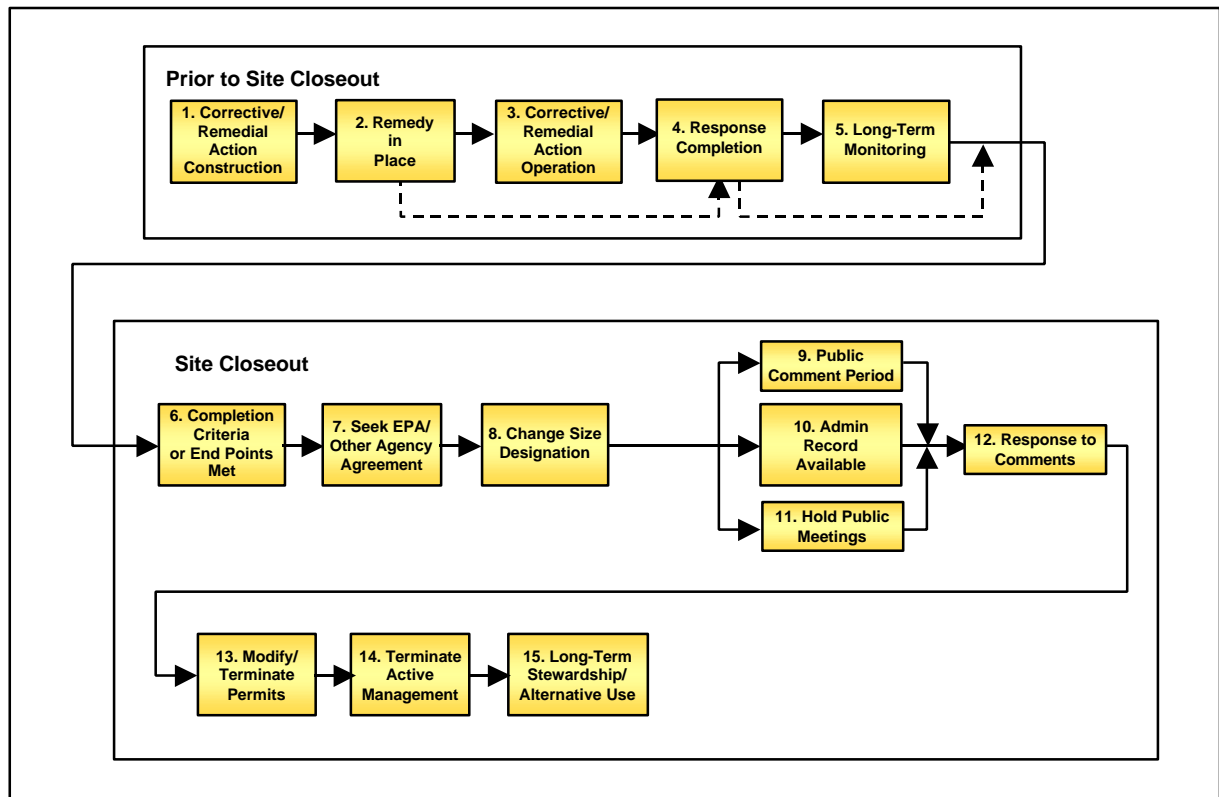 Prior to Site Closeout
1. Corrective/
Remedial
Action
Construction
2. Remedy
in
Place
3. Corrective/
Remedial
Action
Operation
4. Response
Completion
5. Long-Term
Monitoring
Site Closeout
6. Completion
Criteria
or End Points
Met
7. Seek EPA/
Other Agency
Agreement
8. Change Size
Designation
9. Public
Comment Period
10. Admin
Record
Available
11. Hold Public
Meetings
12. Response to
Comments
13. Modify/
Terminate
Permits
14. Terminate
Active
Management
15. Long-Term
Stewardship/
Alternative Use